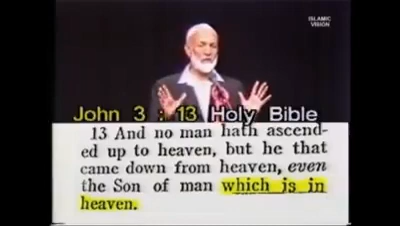 ISLAMIC
VISION
John 3 : 13 Holy Bible
13 And no man hath ascend-
ed up to heaven, but he that
came down from heaven, even
the Son of man which is in
heaven.